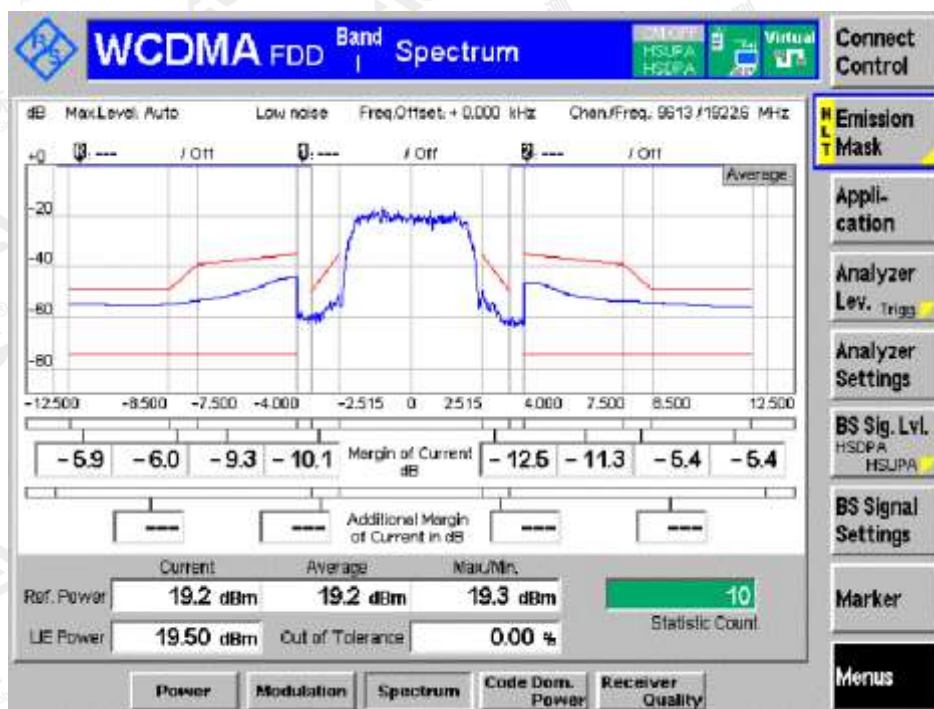 WCDMA FDD Band I Spectrum
HSUPA
HSDPA
Virtual
Connect Control
dB Max.Level: Auto Low noise Freq.Offset: + 0.000 kHz Chan./Freq.: 9613 / 1922.6 MHz
HLT
Emission Mask
--- / Off --- / Off --- / Off
Average
+0
-20
-40
-60
-80
-12.500 -8.500 -7.500 -4.000 -2.515 0 2.515 4.000 7.500 8.500 12.500
Appli-
cation
Analyzer
Lev. Trigg.
Analyzer
Settings
-5.9 -6.0 -9.3 -10.1 Margin of Current dB -12.6 -11.3 -5.4 -5.4
BS Sig. Lvl.
HSDPA
HSUPA
--- --- Additional Margin of Current in dB --- ---
BS Signal
Settings
Current Average Max./Min.
Ref. Power 19.2 dBm 19.2 dBm 19.3 dBm 10
Statistic Count
UE Power 19.50 dBm Out of Tolerance 0.00 %
Marker
Menus
Power Modulation Spectrum Code Dom. Power Receiver Quality